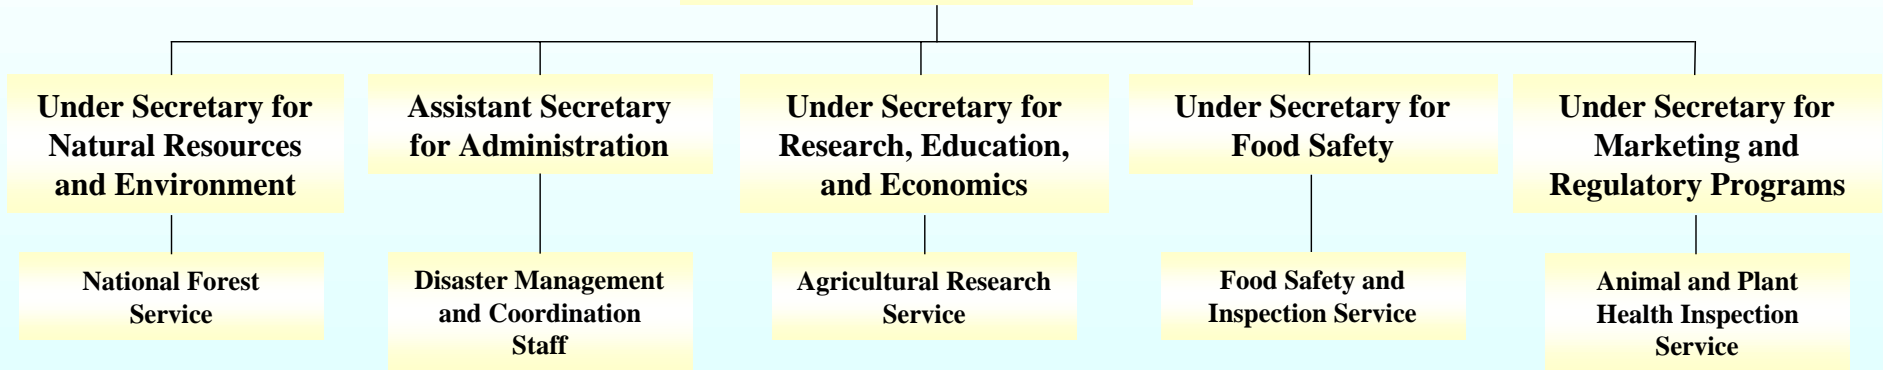 Under Secretary for
Natural Resources
and Environment
Assistant Secretary
for Administration
Under Secretary for
Research, Education,
and Economics
Under Secretary for
Food Safety
Under Secretary for
Marketing and
Regulatory Programs
National Forest
Service
Disaster Management
and Coordination
Staff
Agricultural Research
Service
Food Safety and
Inspection Service
Animal and Plant
Health Inspection
Service